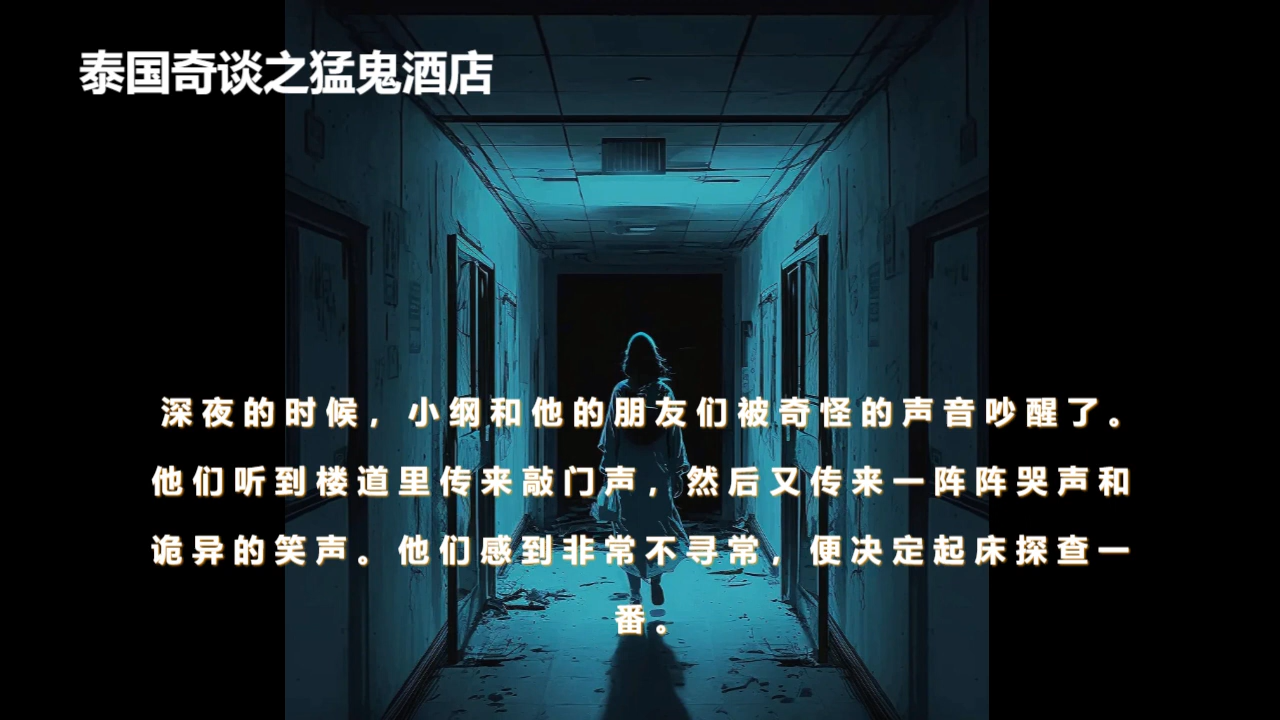 泰国奇谈之猛鬼酒店
深夜的时候，小纲和他的朋友们被奇怪的声音吵醒了。
他们听到楼道里传来敲门声，然后又传来一阵阵哭声和
诡异的笑声。他们感到非常不寻常，便决定起床探查一
番。